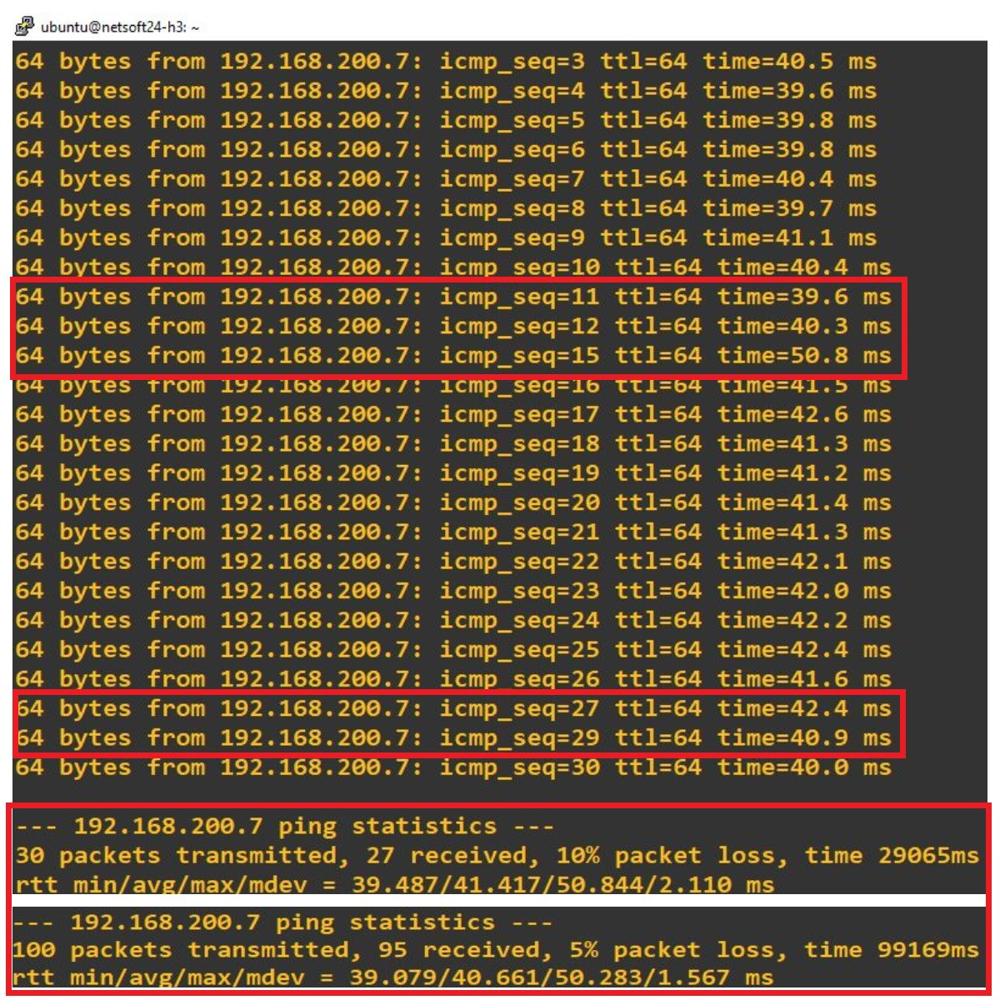 ubuntu@netsoft24-h3: ~
64 bytes from 192.168.200.7: icmp_seq=3 ttl=64 time=40.5 ms
64 bytes from 192.168.200.7: icmp_seq=4 ttl=64 time=39.6 ms
64 bytes from 192.168.200.7: icmp_seq=5 ttl=64 time=39.8 ms
64 bytes from 192.168.200.7: icmp_seq=6 ttl=64 time=39.8 ms
64 bytes from 192.168.200.7: icmp_seq=7 ttl=64 time=40.4 ms
64 bytes from 192.168.200.7: icmp_seq=8 ttl=64 time=39.7 ms
64 bytes from 192.168.200.7: icmp_seq=9 ttl=64 time=41.1 ms
64 bytes from 192.168.200.7: icmp_seq=10 ttl=64 time=40.4 ms
64 bytes from 192.168.200.7: icmp_seq=11 ttl=64 time=39.6 ms
64 bytes from 192.168.200.7: icmp_seq=12 ttl=64 time=40.3 ms
64 bytes from 192.168.200.7: icmp_seq=15 ttl=64 time=50.8 ms
64 bytes from 192.168.200.7: icmp_seq=16 ttl=64 time=41.5 ms
64 bytes from 192.168.200.7: icmp_seq=17 ttl=64 time=42.6 ms
64 bytes from 192.168.200.7: icmp_seq=18 ttl=64 time=41.3 ms
64 bytes from 192.168.200.7: icmp_seq=19 ttl=64 time=41.2 ms
64 bytes from 192.168.200.7: icmp_seq=20 ttl=64 time=41.4 ms
64 bytes from 192.168.200.7: icmp_seq=21 ttl=64 time=41.3 ms
64 bytes from 192.168.200.7: icmp_seq=22 ttl=64 time=42.1 ms
64 bytes from 192.168.200.7: icmp_seq=23 ttl=64 time=42.0 ms
64 bytes from 192.168.200.7: icmp_seq=24 ttl=64 time=42.2 ms
64 bytes from 192.168.200.7: icmp_seq=25 ttl=64 time=42.4 ms
64 bytes from 192.168.200.7: icmp_seq=26 ttl=64 time=41.6 ms
64 bytes from 192.168.200.7: icmp_seq=27 ttl=64 time=42.4 ms
64 bytes from 192.168.200.7: icmp_seq=29 ttl=64 time=40.9 ms
64 bytes from 192.168.200.7: icmp_seq=30 ttl=64 time=40.0 ms
--- 192.168.200.7 ping statistics ---
30 packets transmitted, 27 received, 10% packet loss, time 29065ms
rtt min/avg/max/mdev = 39.487/41.417/50.844/2.110 ms
--- 192.168.200.7 ping statistics ---
100 packets transmitted, 95 received, 5% packet loss, time 99169ms
rtt min/avg/max/mdev = 39.079/40.661/50.283/1.567 ms